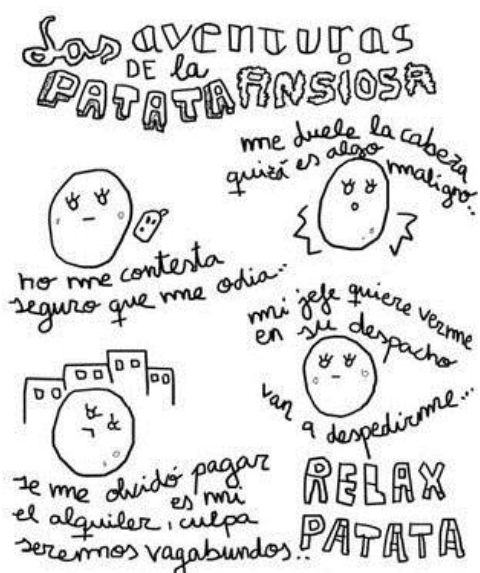 Las aventuras
DE la
PATATA ANSIOSA
no me contesta
seguro que me odia..
me duele la cabeza
quizá es algo
maligno..
se me olvidó pagar
el alquiler, es mi
culpa
seremos vagabundos..
mi jefe quiere verme
en su despacho
van a despedirme...
RELAX
PATATA